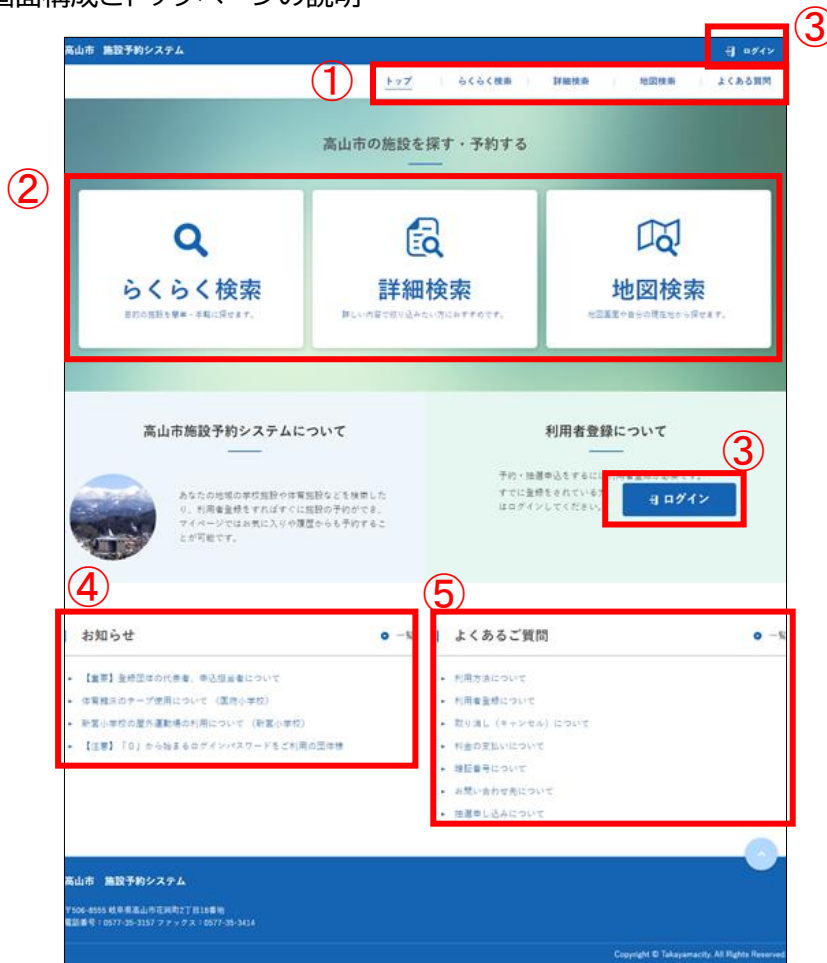 画面構成とトップページの説明
③
高山市 施設予約システム
ログイン
①
トップ らくらく検索 詳細検索 地図検索 よくある質問
高山市の施設を探す・予約する
②
らくらく検索
目的の施設を簡単・手軽に探せます。
詳細検索
詳しい内容で絞り込みたい方におすすめです。
地図検索
地図画面や自分の現在地から探せます。
高山市施設予約システムについて
あなたの地域の学校施設や体育施設などを検索した
り、利用者登録をすればすぐに施設の予約ができ、
マイページではお気に入りや履歴からも予約するこ
とが可能です。
利用者登録について
③
予約・抽選申込をするには利用者登録が必要です。
すでに登録をされている方
はログインしてください。
ログイン
④
お知らせ 一覧
【重要】登録団体の代表者、申込担当者について
体育館床のテープ使用について（国府小学校）
新宮小学校の屋外運動場の利用について（新宮小学校）
【注意】「0」から始まるログインパスワードをご利用の団体様
⑤
よくあるご質問 一覧
利用方法について
利用者登録について
取り消し（キャンセル）について
料金の支払いについて
暗証番号について
お問い合わせ先について
抽選申し込みについて
高山市 施設予約システム
〒506-8555 岐阜県高山市花岡町2丁目18番地
電話番号：0577-35-3157 ファックス：0577-35-3414
Copyright © Takayamacity. All Rights Reserved